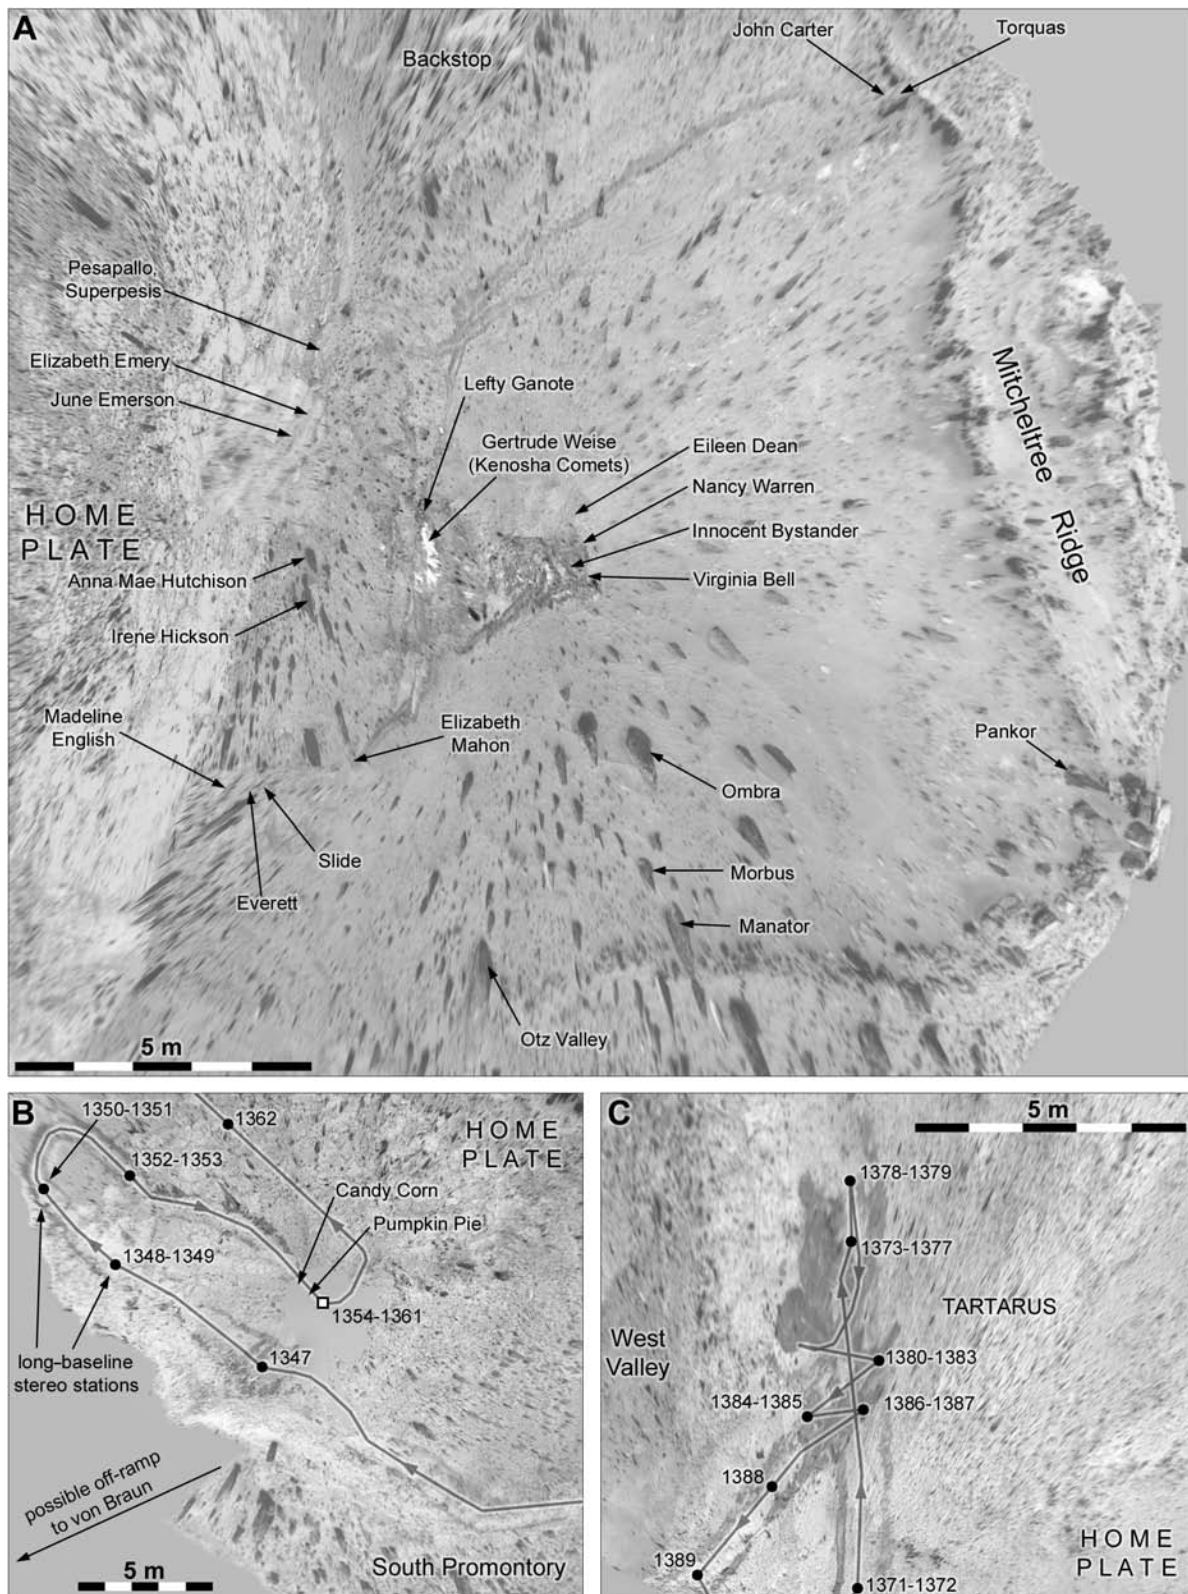 A
Backstop
John Carter
Torquas
Pesapallo,
Superpesis
Elizabeth Emery
June Emerson
Lefty Ganote
Gertrude Weise
(Kenosha Comets)
Eileen Dean
Nancy Warren
Innocent Bystander
Virginia Bell
Mitcheltree
Ridge
HOME
PLATE
Anna Mae Hutchison
Irene Hickson
Madeline
English
Elizabeth
Mahon
Pankor
Ombra
Slide
Everett
Morbus
Manator
Otz Valley
5 m
B
1350-1351
1362
HOME
PLATE
1352-1353
Candy Corn
Pumpkin Pie
1348-1349
1354-1361
long-baseline
stereo stations
1347
possible off-ramp
to von Braun
5 m
South Promontory
C
5 m
1378-1379
1373-1377
TARTARUS
West
Valley
1380-1383
1384-1385
1386-1387
1388
1389
HOME
PLATE
1371-1372